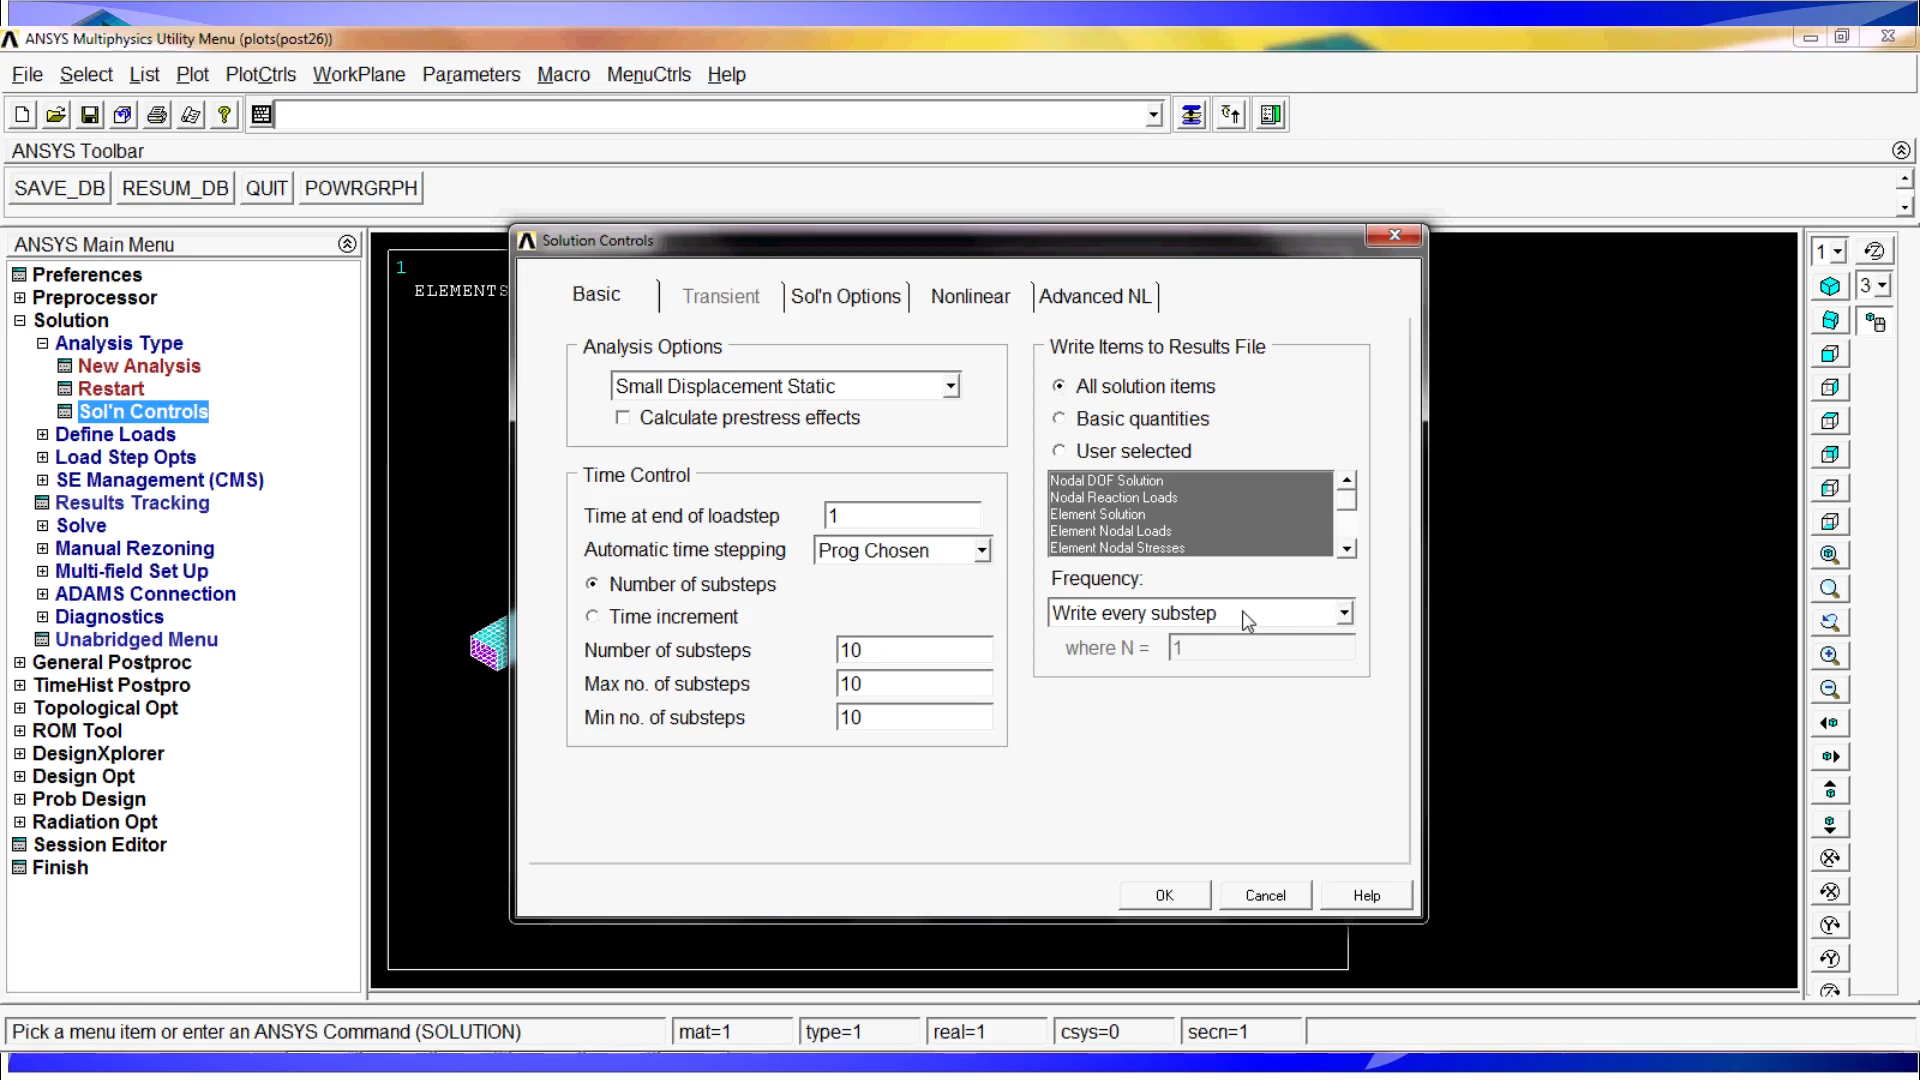 ANSYS Multiphysics Utility Menu (plots(post26))
File Select List Plot PlotCtrls WorkPlane Parameters Macro MenuCtrls Help
ANSYS Toolbar
SAVE_DB RESUM_DB QUIT POWRGRPH
ANSYS Main Menu
Preferences
Preprocessor
Solution
Analysis Type
New Analysis
Restart
Sol'n Controls
Define Loads
Load Step Opts
SE Management (CMS)
Results Tracking
Solve
Manual Rezoning
Multi-field Set Up
ADAMS Connection
Diagnostics
Unabridged Menu
General Postproc
TimeHist Postpro
Topological Opt
ROM Tool
DesignXplorer
Design Opt
Prob Design
Radiation Opt
Session Editor
Finish
1
ELEMENTS
Solution Controls
Basic Transient Sol'n Options Nonlinear Advanced NL
Analysis Options
Small Displacement Static
Calculate prestress effects
Time Control
Time at end of loadstep 1
Automatic time stepping Prog Chosen
Number of substeps
Time increment
Number of substeps 10
Max no. of substeps 10
Min no. of substeps 10
Write Items to Results File
All solution items
Basic quantities
User selected
Nodal DOF Solution
Nodal Reaction Loads
Element Solution
Element Nodal Loads
Element Nodal Stresses
Frequency:
Write every substep
where N = 1
OK Cancel Help
1
3
Pick a menu item or enter an ANSYS Command (SOLUTION) mat=1 type=1 real=1 csys=0 secn=1